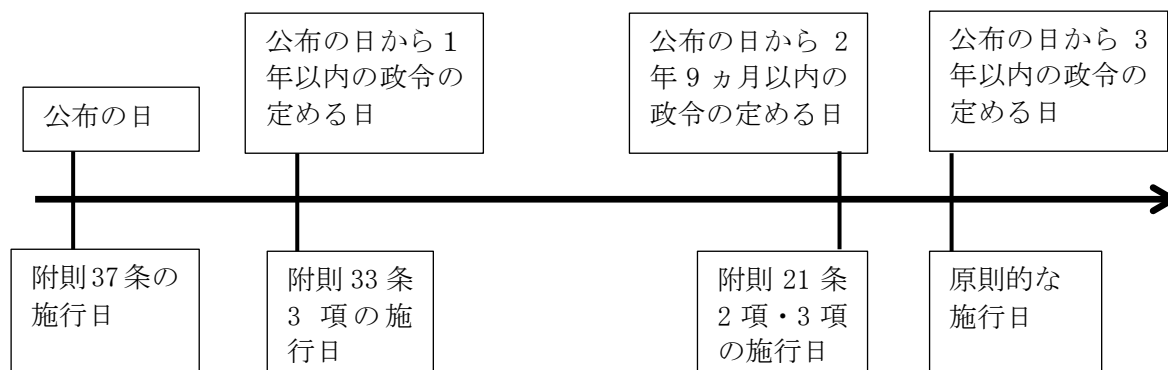 公布の日
公布の日から1
年以内の政令の
定める日
公布の日から 2
年 9 ヵ月以内の
政令の定める日
公布の日から 3
年以内の政令の
定める日
附則37条の
施行日
附則 33 条
3 項の施
行日
附則 21 条
2 項・3 項
の施行日
原則的な
施行日